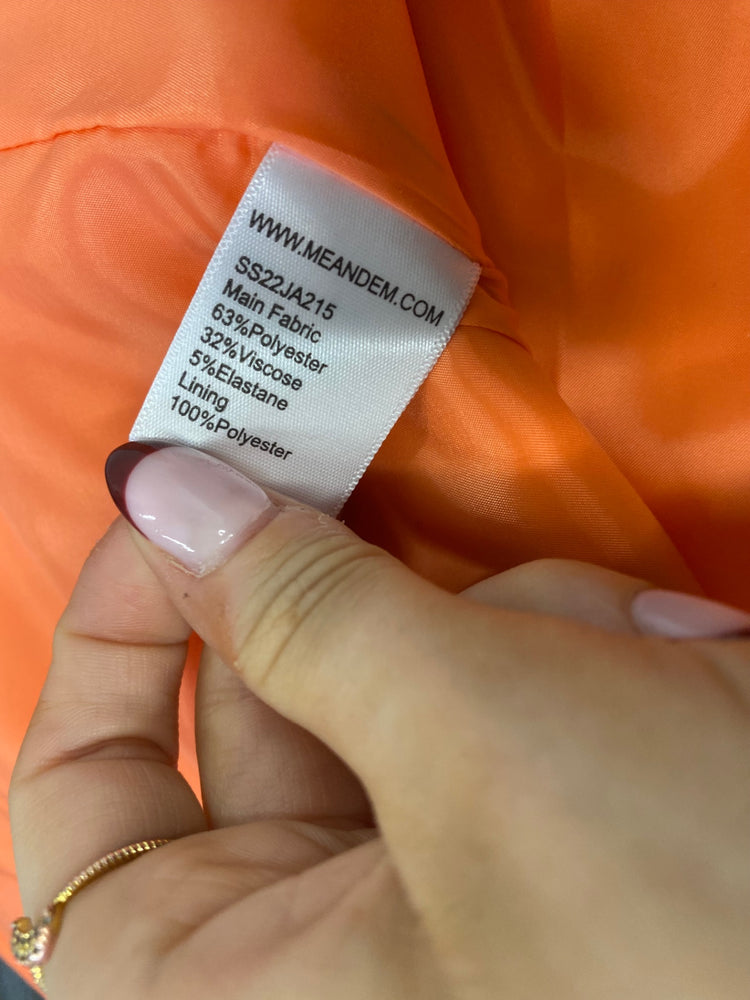 WWW.MEANDEM.COM
SS22JA215
Main Fabric
63%Polyester
32%Viscose
5%Elastane
Lining
100%Polyester